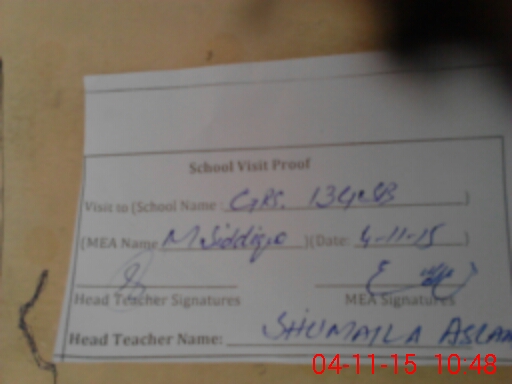 School Visit Proof
Visit to (School Name: GPS. 134/SB )
(MEA Name M Siddique )(Date: 4-11-15 )
Head Teacher Signatures MEA Signatures
Head Teacher Name: SHUMAILA ASLAM
04-11-15 10:48